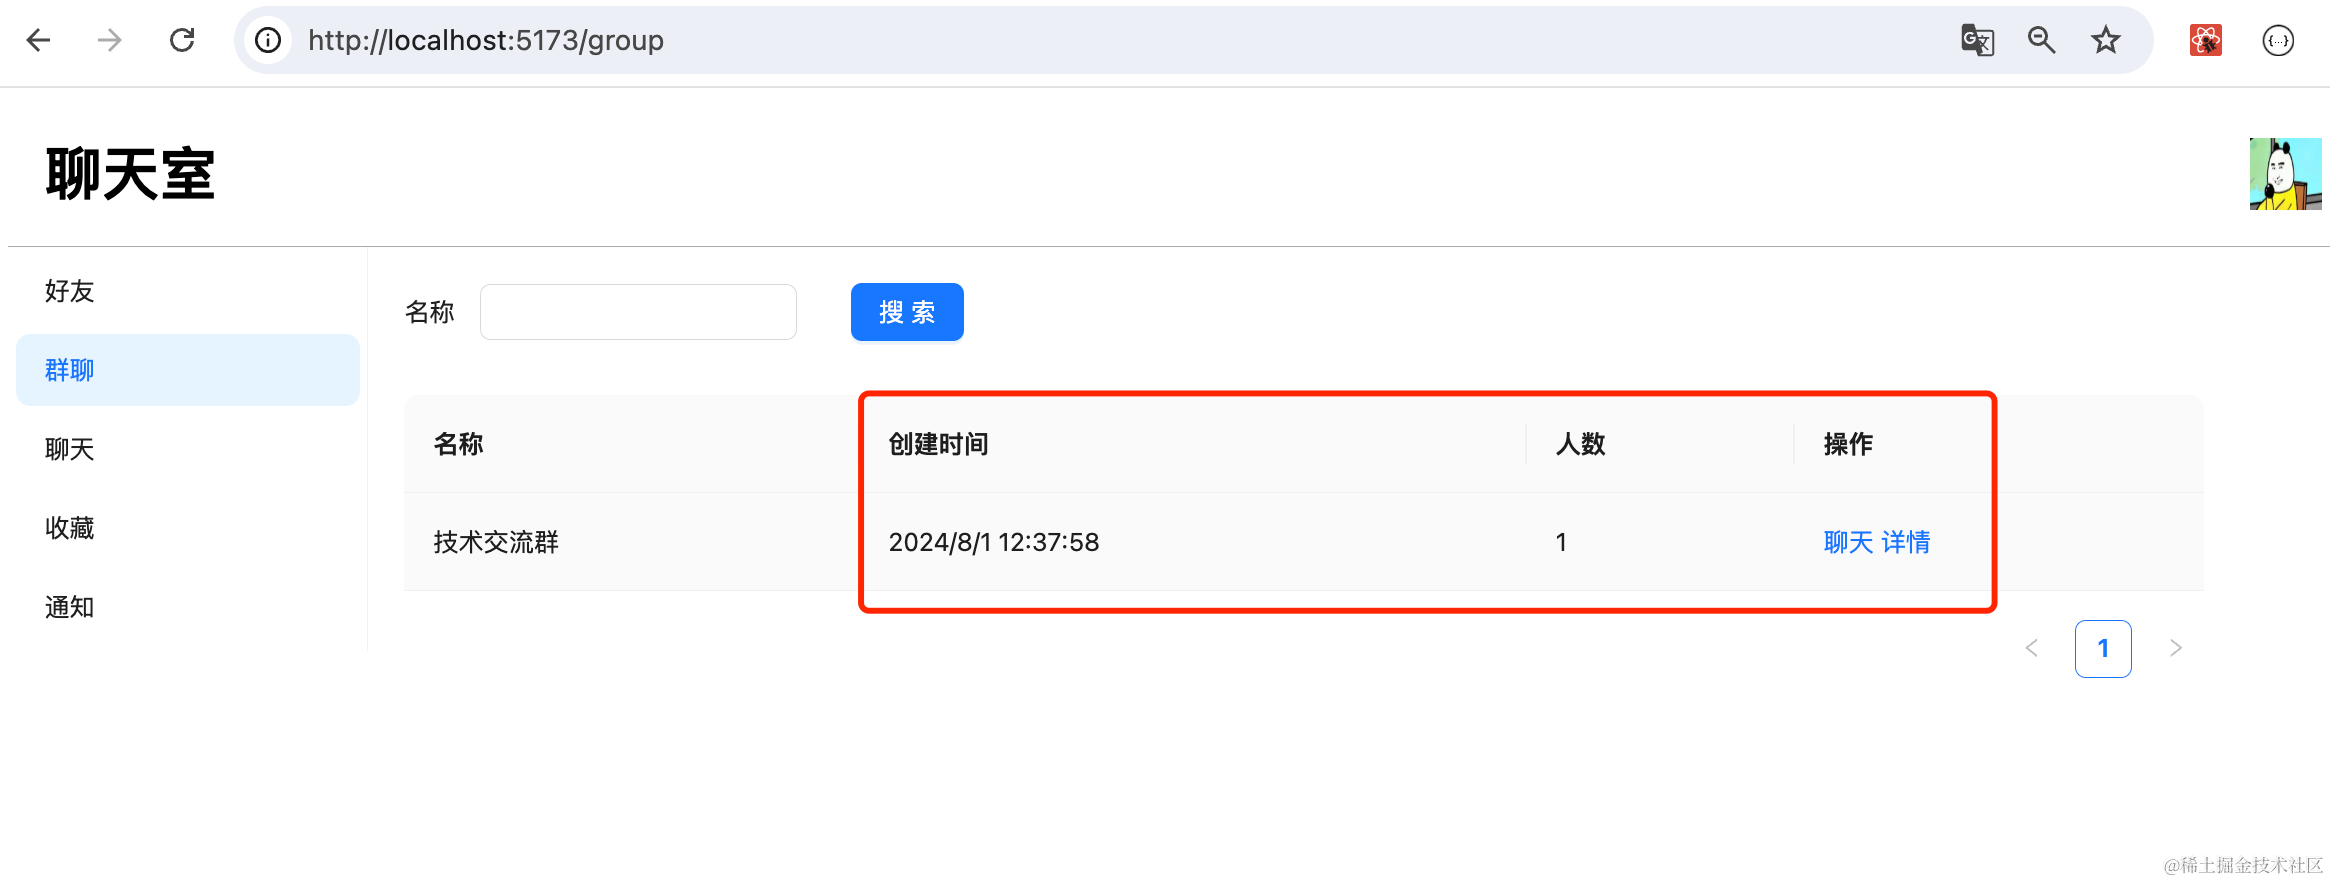 http://localhost:5173/group
聊天室
好友
群聊
聊天
收藏
通知
名称
搜 索
名称 创建时间 人数 操作
技术交流群 2024/8/1 12:37:58 1 聊天 详情
1
@稀土掘金技术社区